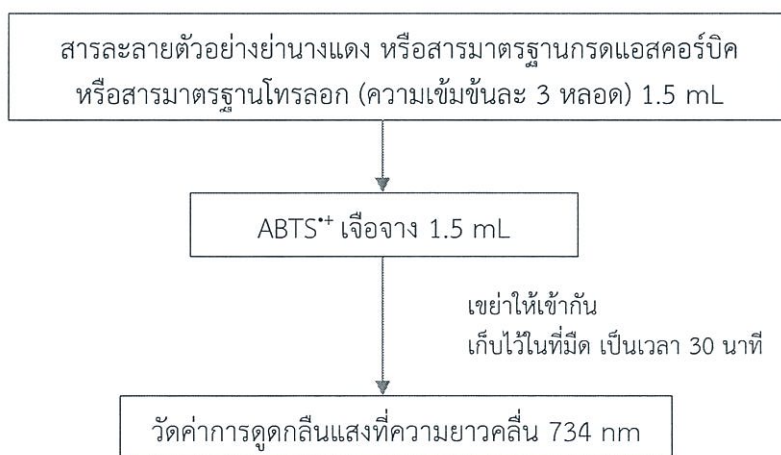 สารละลายตัวอย่างย่านางแดง หรือสารมาตรฐานกรดแอสคอร์บิค
หรือสารมาตรฐานโทรลอก (ความเข้มข้นละ 3 หลอด) 1.5 mL
ABTS•+ เจือจาง 1.5 mL
เขย่าให้เข้ากัน
เก็บไว้ในที่มืด เป็นเวลา 30 นาที
วัดค่าการดูดกลืนแสงที่ความยาวคลื่น 734 nm